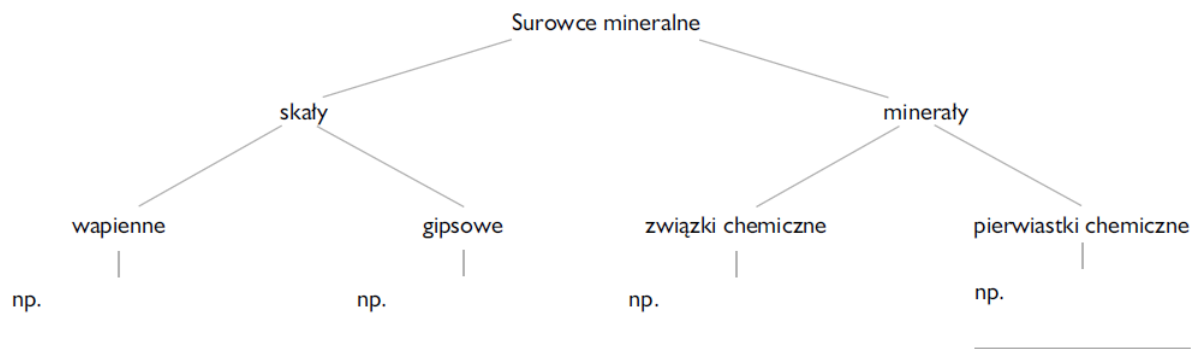 Surowce mineralne
skały minerały
wapienne gipsowe związki chemiczne pierwiastki chemiczne
np. np. np. np.